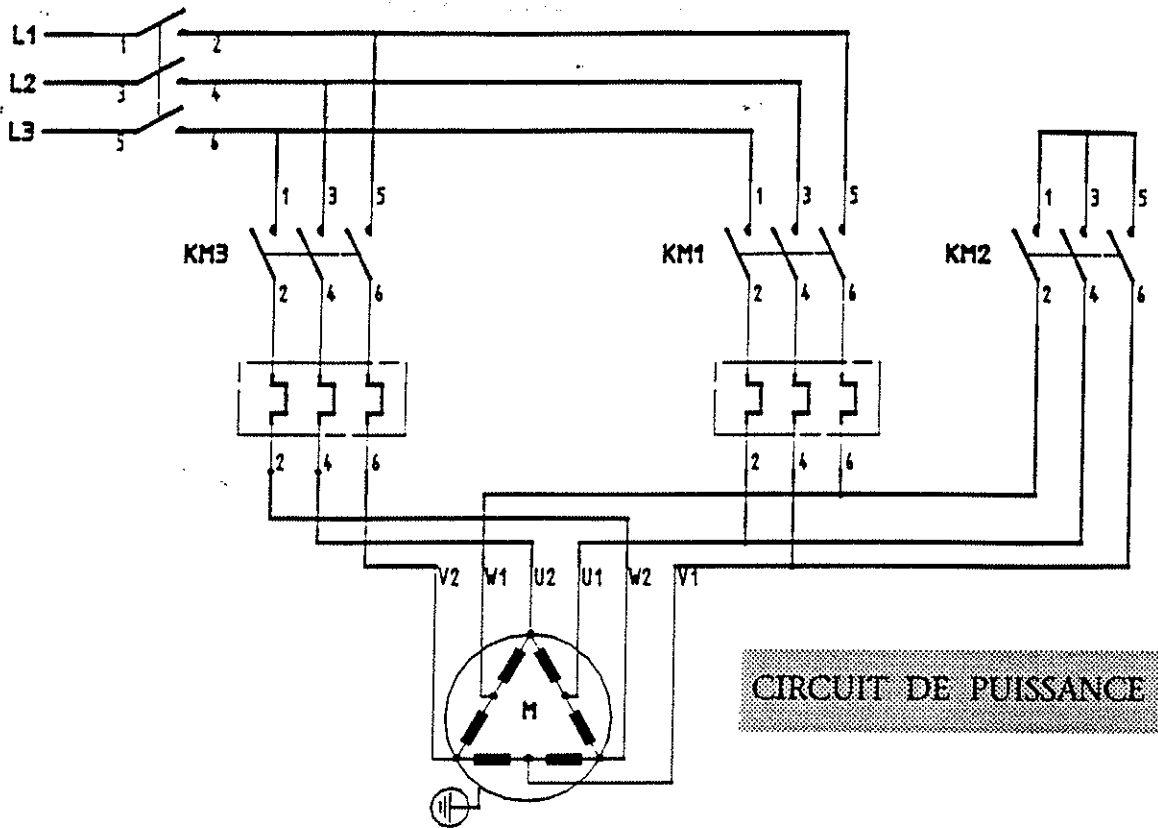 L1 1 2
L2 3 4
L3 5 6
1 3 5 1 3 5 1 3 5
KM3 KM1 KM2
2 4 6 2 4 6 2 4 6
2 4 6 2 4 6
V2 W1 U2 U1 W2 V1
M
CIRCUIT DE PUISSANCE